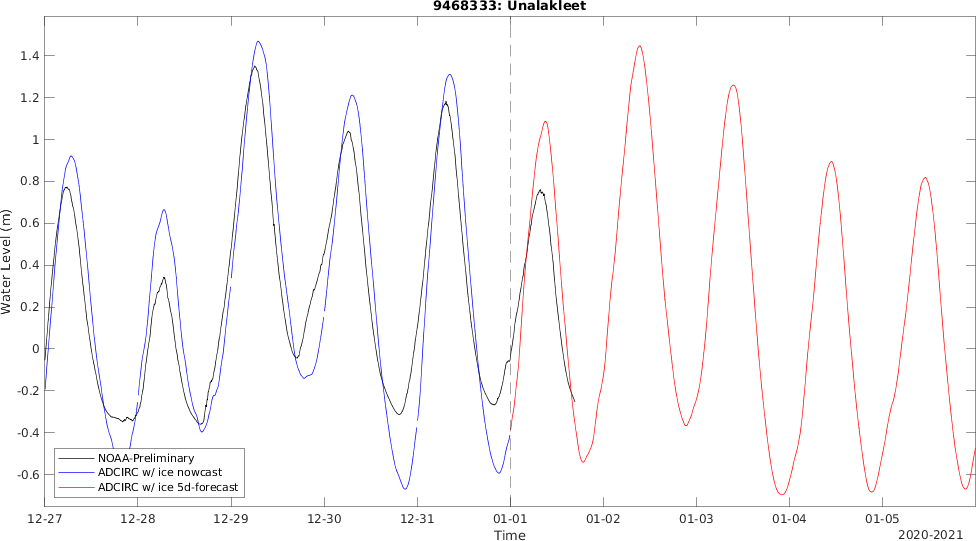 9468333: Unalakleet
Water Level (m)
1.4
1.2
1
0.8
0.6
0.4
0.2
0
-0.2
-0.4
-0.6
NOAA-Preliminary
ADCIRC w/ ice nowcast
ADCIRC w/ ice 5d-forecast
12-27 12-28 12-29 12-30 12-31 01-01 01-02 01-03 01-04 01-05
Time
2020-2021